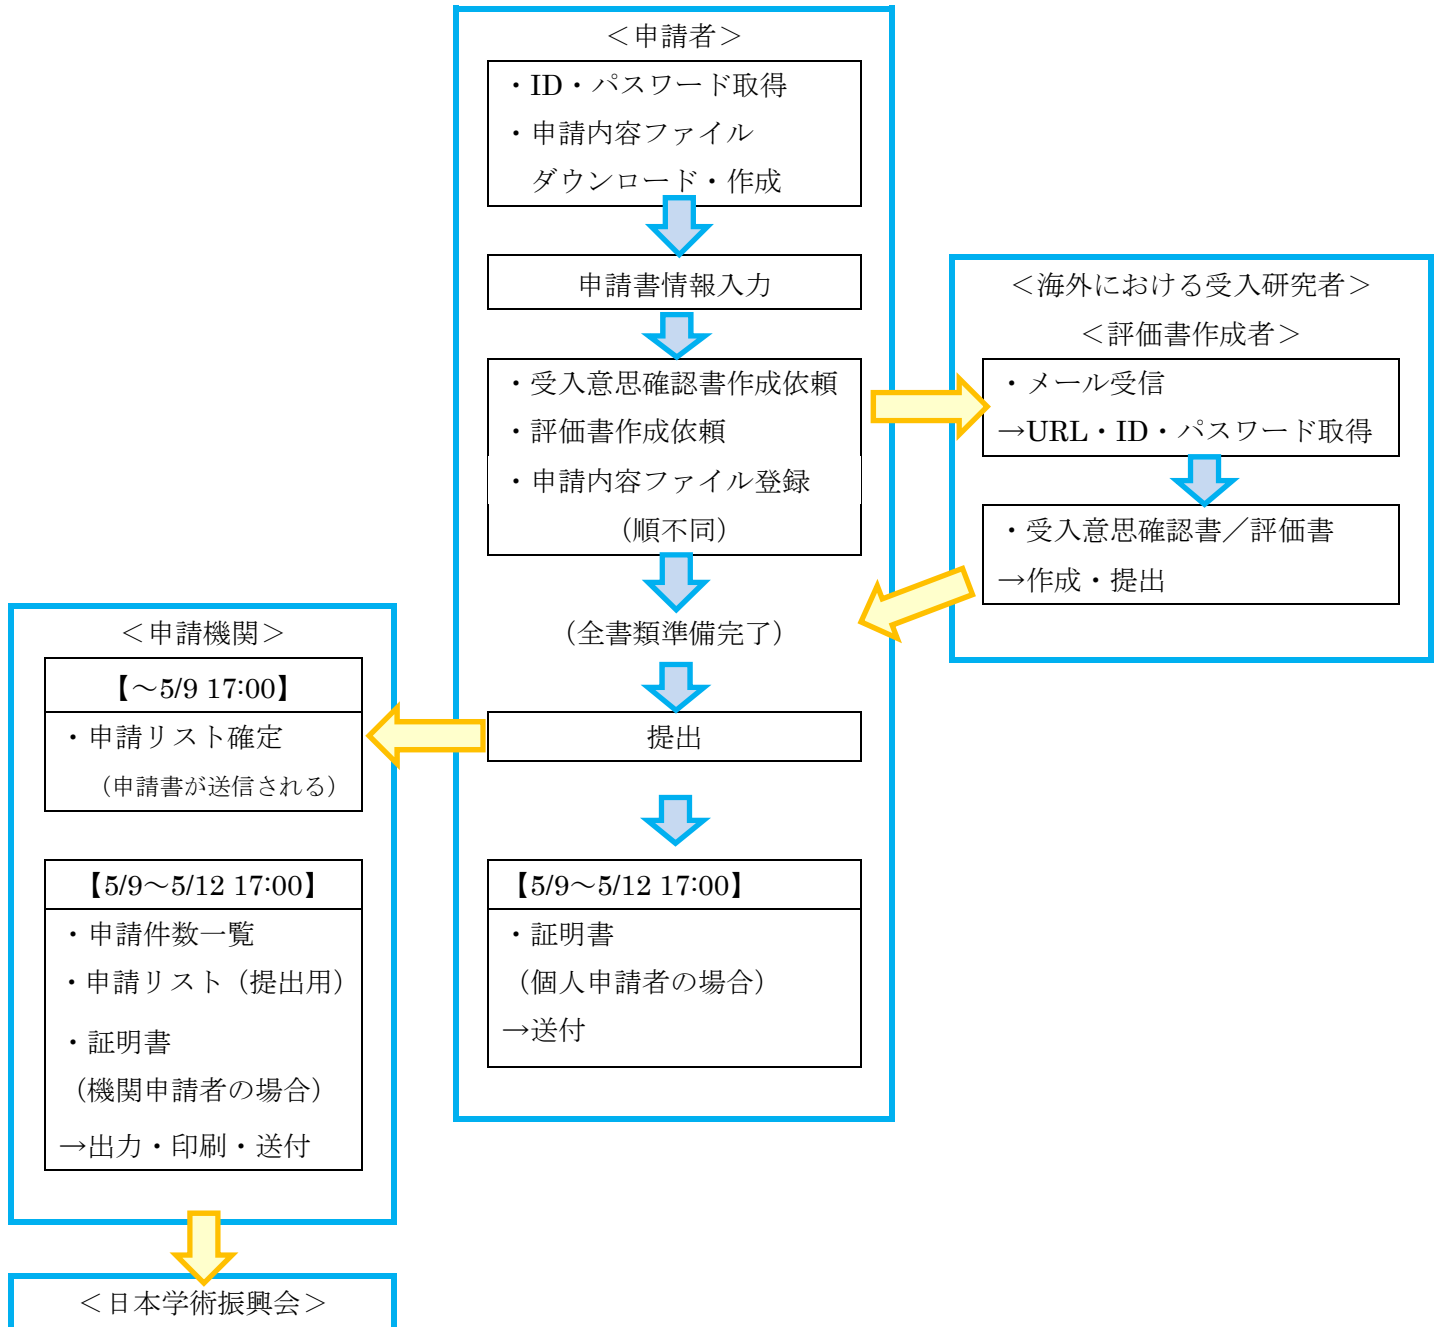 ＜申請者＞
・ID・パスワード取得
・申請内容ファイル
ダウンロード・作成
申請書情報入力
・受入意思確認書作成依頼
・評価書作成依頼
・申請内容ファイル登録
（順不同）
（全書類準備完了）
提出
【5/9～5/12 17:00】
・証明書
（個人申請者の場合）
→送付
＜海外における受入研究者＞
＜評価書作成者＞
・メール受信
→URL・ID・パスワード取得
・受入意思確認書／評価書
→作成・提出
＜申請機関＞
【～5/9 17:00】
・申請リスト確定
（申請書が送信される）
【5/9～5/12 17:00】
・申請件数一覧
・申請リスト（提出用）
・証明書
（機関申請者の場合）
→出力・印刷・送付
＜日本学術振興会＞